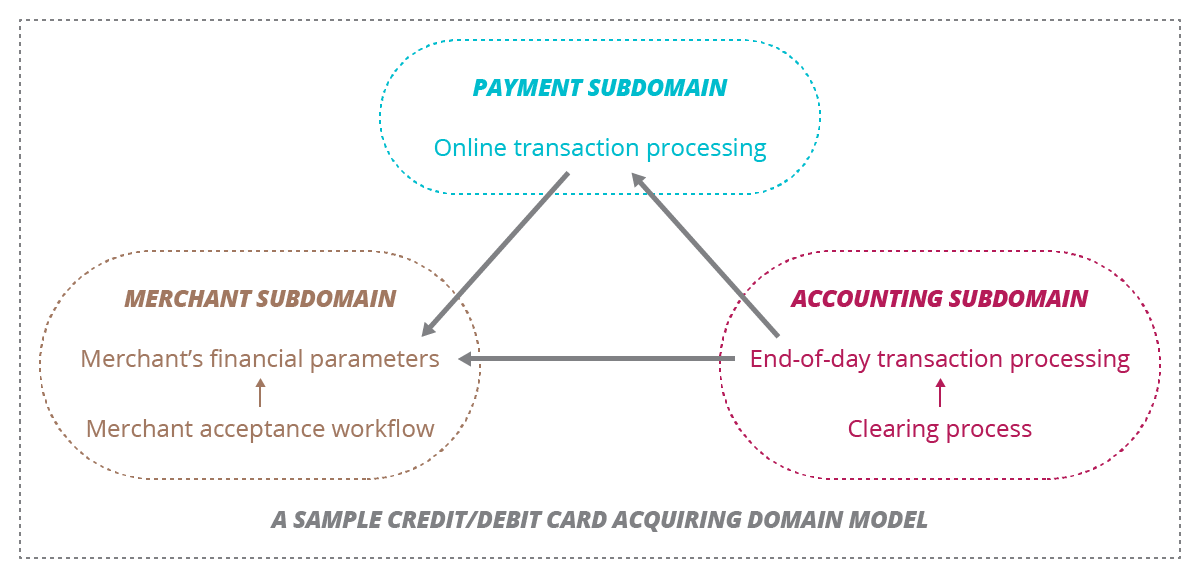 PAYMENT SUBDOMAIN
Online transaction processing
MERCHANT SUBDOMAIN
Merchant’s financial parameters
Merchant acceptance workflow
ACCOUNTING SUBDOMAIN
End-of-day transaction processing
Clearing process
A SAMPLE CREDIT/DEBIT CARD ACQUIRING DOMAIN MODEL